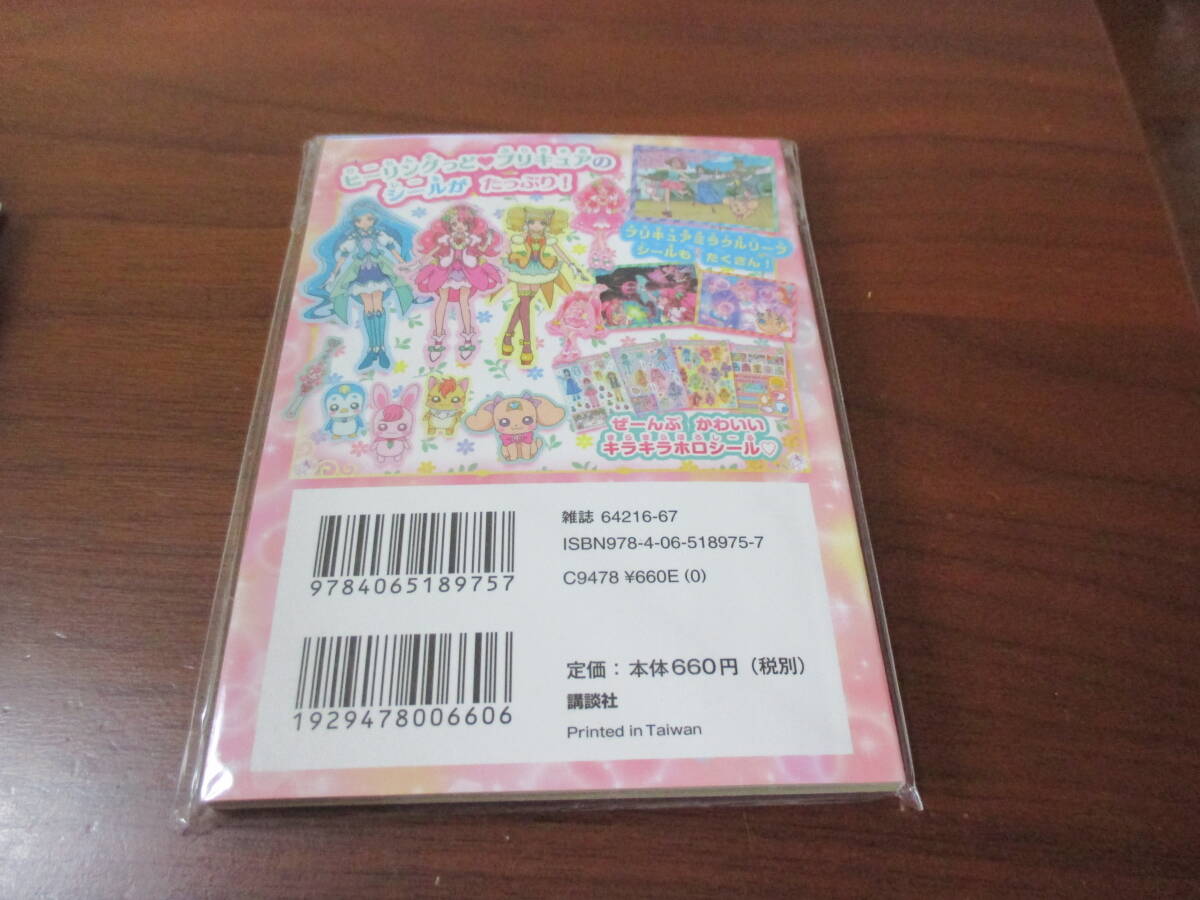 ヒーリングっど♥プリキュアの
シールが たっぷり!
プリキュアミラクルリープ
シールも たくさん!
ぜーんぶ かわいい
キラキラホロシール♡
雑誌 64216-67
ISBN978-4-06-518975-7
C9478 ¥660E (0)
9784065189757
定価：本体660円（税別）
講談社
Printed in Taiwan
1929478006606